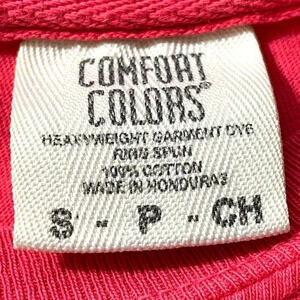 COMFORT
COLORS®
HEAVYWEIGHT GARMENT DYE
RING SPUN
100% COTTON
MADE IN HONDURAS
S - P - CH